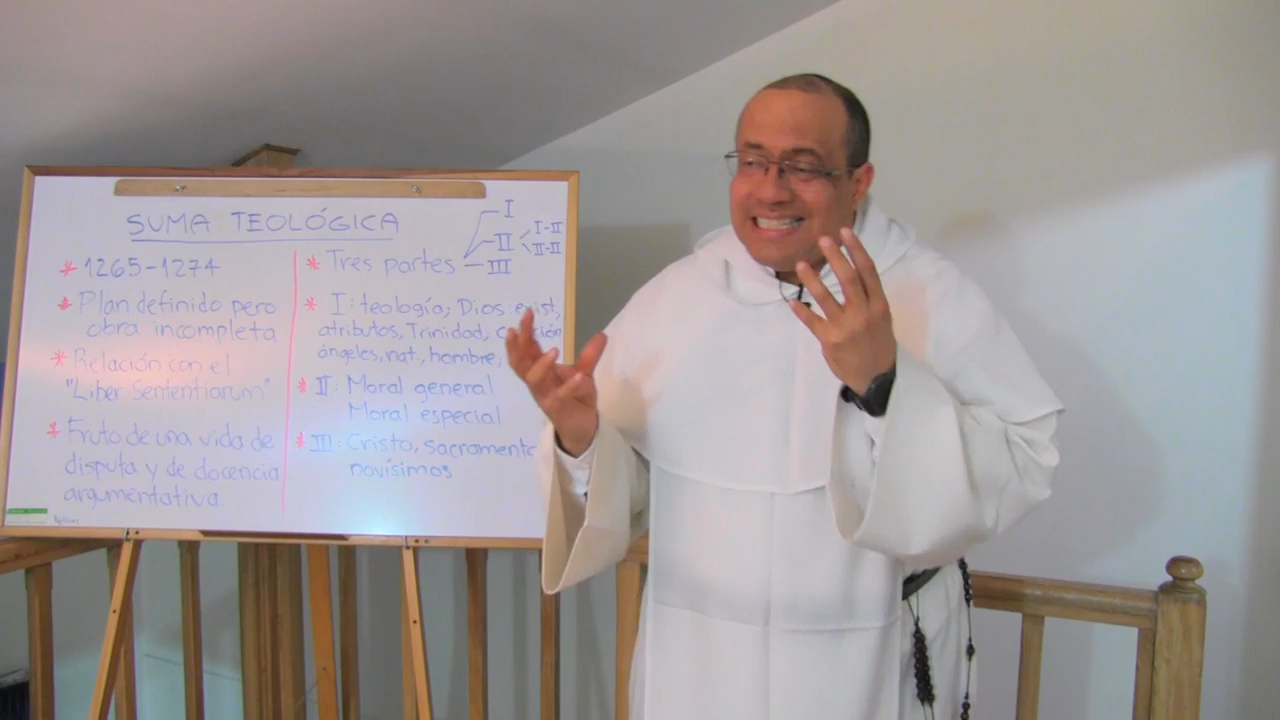 SUMA TEOLÓGICA
* 1265-1274
* Plan definido pero
obra incompleta
* Relación con el
"Liber Sententiarum"
* Fruto de una vida de
disputa y de docencia
argumentativa.
* Tres partes
I
II
I-II
II-II
III
* I: teología; Dios: exist,
atributos, Trinidad,
ángeles, nat., hombre,
* II: Moral general
Moral especial
* III: Cristo, sacramento
novísimos